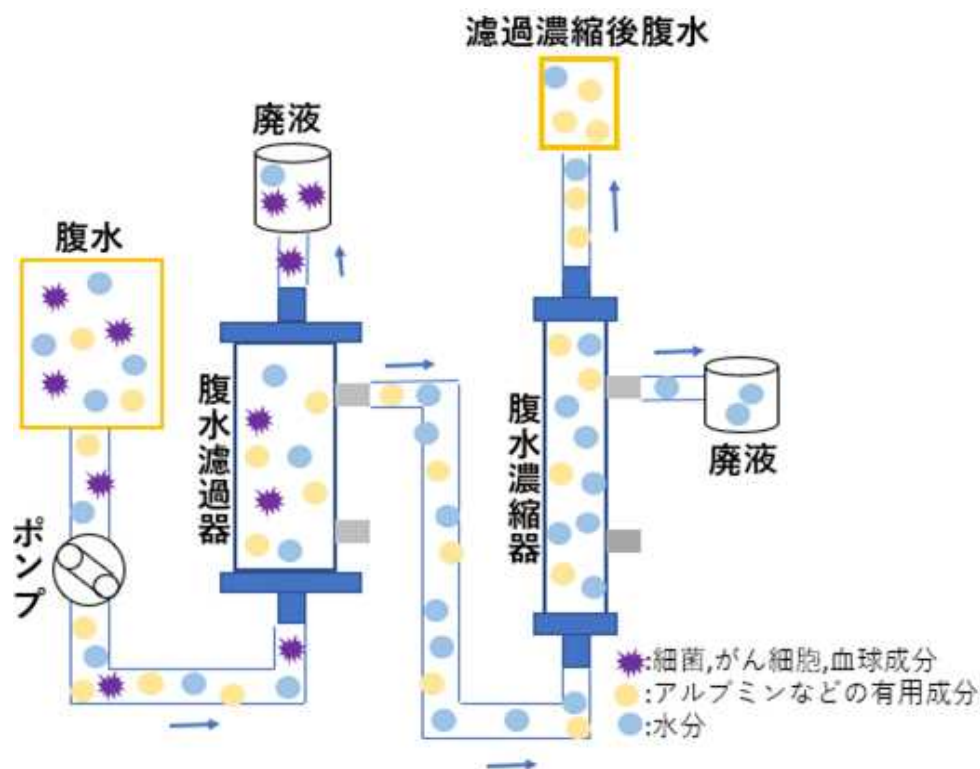 濾過濃縮後腹水
廃液
腹水
腹水濾過器
ポンプ
腹水濃縮器
廃液
:細菌,がん細胞,血球成分
:アルブミンなどの有用成分
:水分